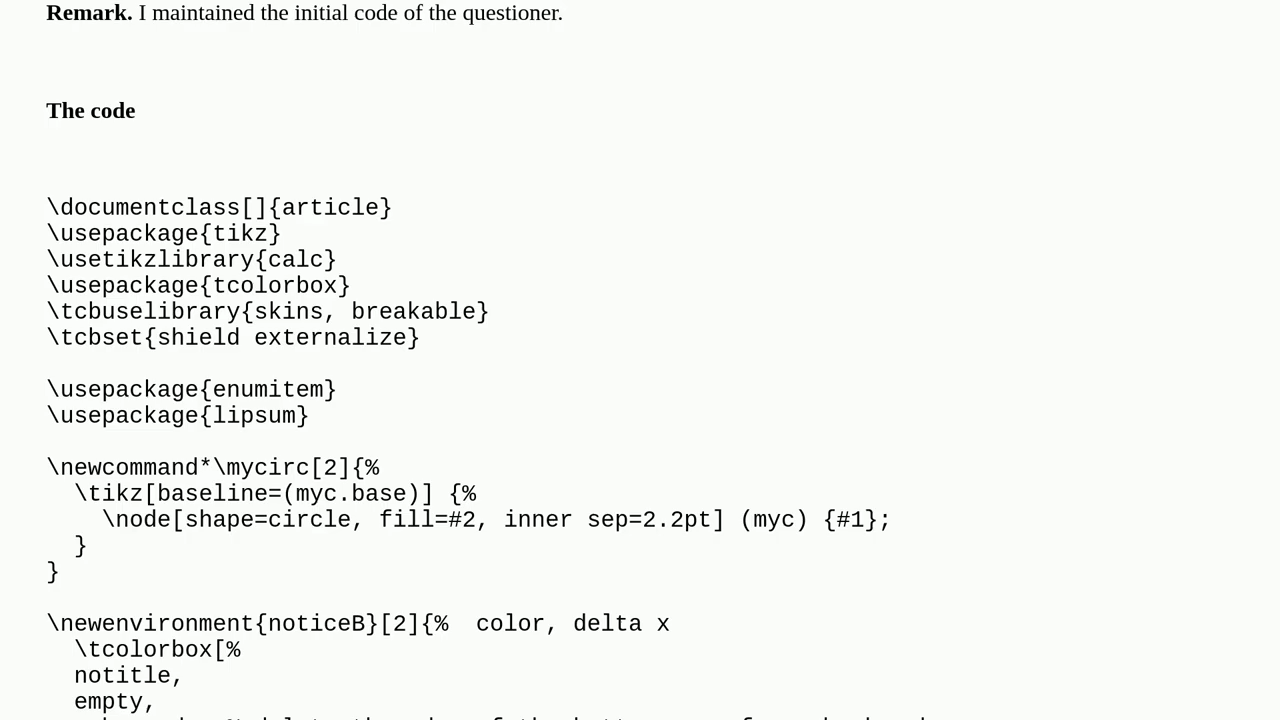 Remark. I maintained the initial code of the questioner.
The code
\documentclass[]{article}
\usepackage{tikz}
\usetikzlibrary{calc}
\usepackage{tcolorbox}
\tcbuselibrary{skins, breakable}
\tcbset{shield externalize}
\usepackage{enumitem}
\usepackage{lipsum}
\newcommand*\mycirc[2]{%
  \tikz[baseline=(myc.base)] {%
    \node[shape=circle, fill=#2, inner sep=2.2pt] (myc) {#1};
  }
}
\newenvironment{noticeB}[2]{%  color, delta x
  \tcolorbox[%
  notitle,
  empty,